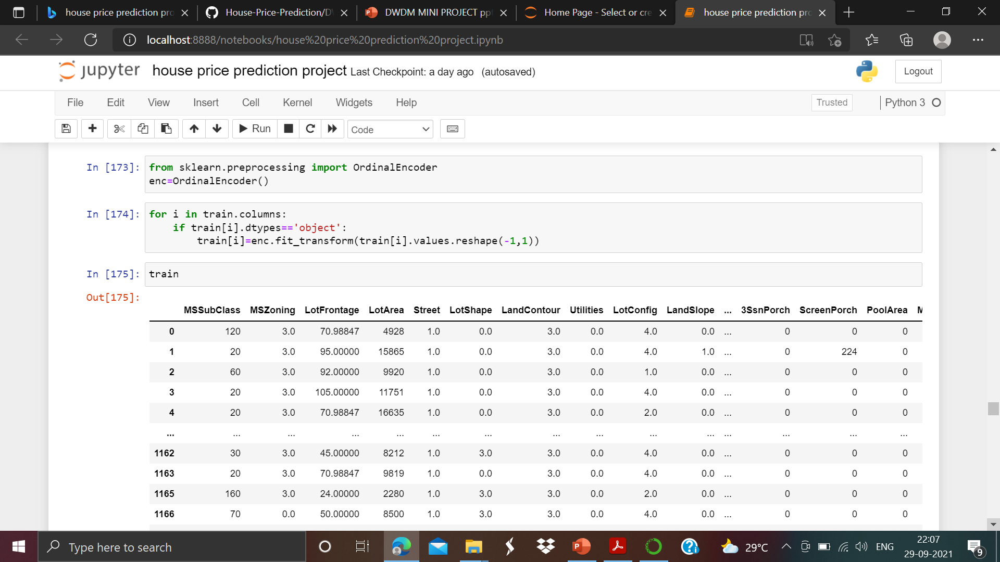 house price prediction pro
House-Price-Prediction/D
DWDM MINI PROJECT ppt
Home Page - Select or cre
house price prediction pro
localhost:8888/notebooks/house%20price%20prediction%20project.ipynb
jupyter house price prediction project Last Checkpoint: a day ago (autosaved)
Logout
File Edit View Insert Cell Kernel Widgets Help
Trusted
Python 3
Run
Code
In [173]: from sklearn.preprocessing import OrdinalEncoder
enc=OrdinalEncoder()
In [174]: for i in train.columns:
if train[i].dtypes=='object':
train[i]=enc.fit_transform(train[i].values.reshape(-1,1))
In [175]: train
Out[175]:
MSSubClass MSZoning LotFrontage LotArea Street LotShape LandContour Utilities LotConfig LandSlope ... 3SsnPorch ScreenPorch PoolArea M
0 120 3.0 70.98847 4928 1.0 0.0 3.0 0.0 4.0 0.0 ... 0 0 0
1 20 3.0 95.00000 15865 1.0 0.0 3.0 0.0 4.0 1.0 ... 0 224 0
2 60 3.0 92.00000 9920 1.0 0.0 3.0 0.0 1.0 0.0 ... 0 0 0
3 20 3.0 105.00000 11751 1.0 0.0 3.0 0.0 4.0 0.0 ... 0 0 0
4 20 3.0 70.98847 16635 1.0 0.0 3.0 0.0 2.0 0.0 ... 0 0 0
... ... ... ... ... ... ... ... ... ... ... ... ... ... ...
1162 30 3.0 45.00000 8212 1.0 3.0 3.0 0.0 4.0 0.0 ... 0 0 0
1163 20 3.0 70.98847 9819 1.0 0.0 3.0 0.0 4.0 0.0 ... 0 0 0
1165 160 3.0 24.00000 2280 1.0 3.0 3.0 0.0 2.0 0.0 ... 0 0 0
1166 70 0.0 50.00000 8500 1.0 3.0 3.0 0.0 4.0 0.0 ... 0 0 0
Type here to search
29°C
ENG
22:07
29-09-2021
9